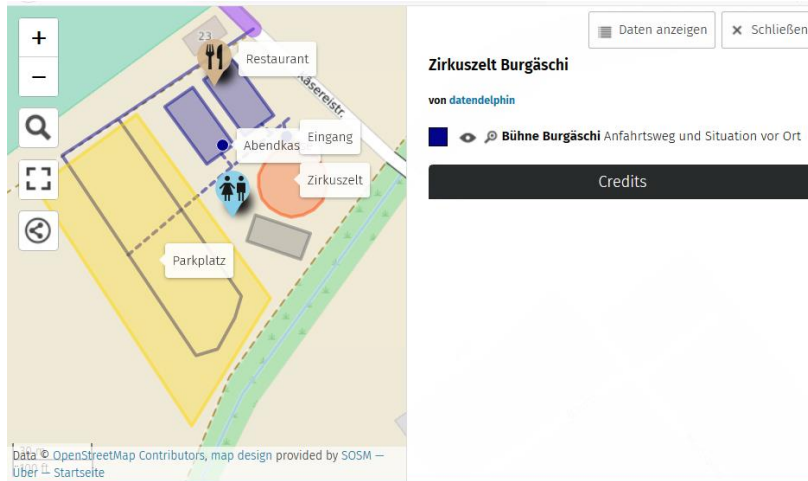 +
−
23
Restaurant
Käsereistr.
Eingang
Zirkuszelt
Parkplatz
Data © OpenStreetMap Contributors, map design provided by SOSM —
Über — Startseite
Daten anzeigen
× Schließen
Zirkuszelt Burgäschi
von datendelphin
Bühne Burgäschi Anfahrtsweg und Situation vor Ort
Credits